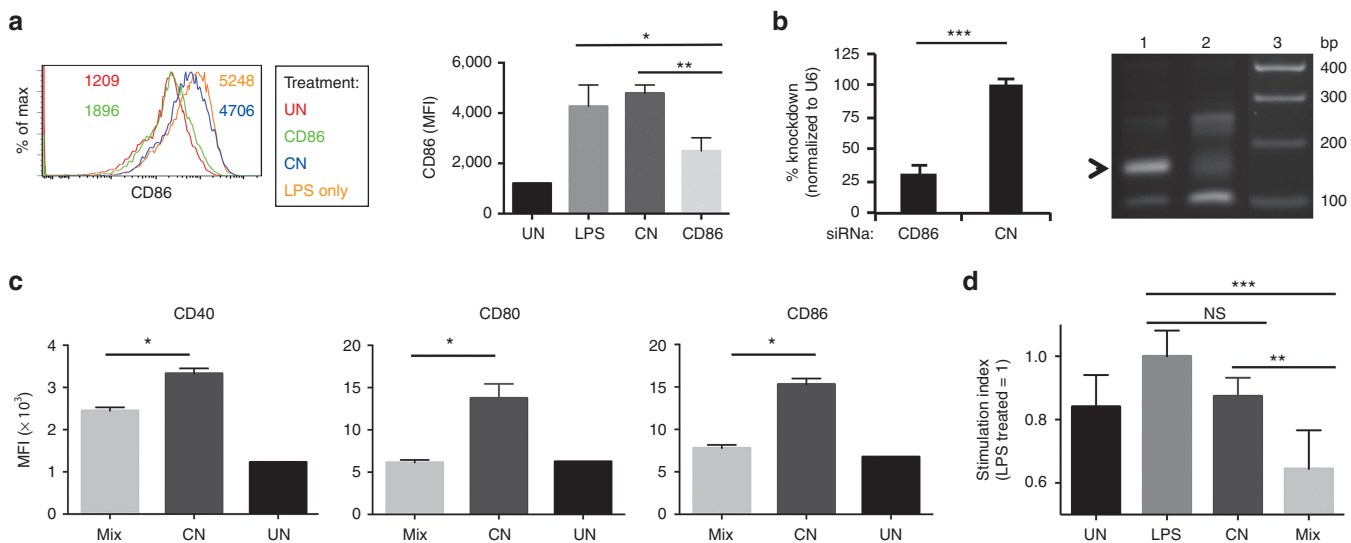 a
% of max
1209
1896
5248
4706
CD86
Treatment:
UN
CD86
CN
LPS only
CD86 (MFI)
6,000
4,000
2,000
0
*
**
UN LPS CN CD86
b
% knockdown
(normalized to U6)
125
100
75
50
25
0
***
siRNa: CD86 CN
1 2 3 bp
400
300
200
100
c
MFI (× 10³)
CD40
4
3
2
1
0
*
Mix CN UN
CD80
20
15
10
5
0
*
Mix CN UN
CD86
20
15
10
5
0
*
Mix CN UN
d
Stimulation index
(LPS treated = 1)
***
NS
**
1.0
0.8
0.6
UN LPS CN Mix